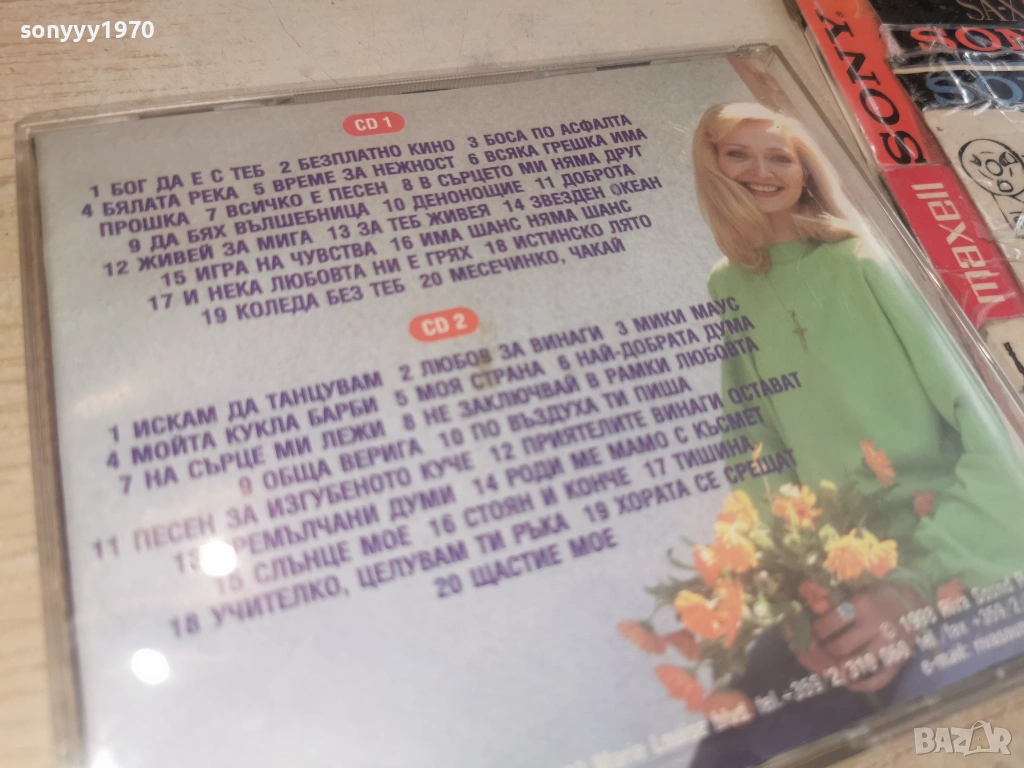 sonyyy1970
CD 1
1 БОГ ДА Е С ТЕБ 2 БЕЗПЛАТНО КИНО 3 БОСА ПО АСФАЛТА
4 БЯЛАТА РЕКА 5 ВРЕМЕ ЗА НЕЖНОСТ 6 ВСЯКА ГРЕШКА ИМА
ПРОШКА 7 ВСИЧКО Е ПЕСЕН 8 В СЪРЦЕТО МИ НЯМА ДРУГ
9 ДА БЯХ ВЪЛШЕБНИЦА 10 ДЕНОНОЩИЕ 11 ДОБРОТА
12 ЖИВЕЙ ЗА МИГА 13 ЗА ТЕБ ЖИВЕЯ 14 ЗВЕЗДЕН ОКЕАН
15 ИГРА НА ЧУВСТВА 16 ИМА ШАНС НЯМА ШАНС
17 И НЕКА ЛЮБОВТА НИ Е ГРЯХ 18 ИСТИНСКО ЛЯТО
19 КОЛЕДА БЕЗ ТЕБ 20 МЕСЕЧИНКО, ЧАКАЙ
CD 2
1 ИСКАМ ДА ТАНЦУВАМ 2 ЛЮБОВ ЗА ВИНАГИ 3 МИКИ МАУС
4 МОЙТА КУКЛА БАРБИ 5 МОЯ СТРАНА 6 НАЙ-ДОБРАТА ДУМА
7 НА СЪРЦЕ МИ ЛЕЖИ 8 НЕ ЗАКЛЮЧВАЙ В РАМКИ ЛЮБОВТА
9 ОБЩА ВЕРИГА 10 ПО ВЪЗДУХА ТИ ПИША
11 ПЕСЕН ЗА ИЗГУБЕНОТО КУЧЕ 12 ПРИЯТЕЛИТЕ ВИНАГИ ОСТАВАТ
ДУМИ 14 РОДИ МЕ МАМО С КЪСМЕТ
15 СЛЪНЦЕ МОЕ 16 СТОЯН И КОНЧЕ 17 ТИШИНА
18 УЧИТЕЛКО, ЦЕЛУВАМ ТИ РЪКА 19 ХОРАТА СЕ СРЕЩАТ
20 ЩАСТИЕ МОЕ
© 1998
tel.
e-mail:
SONY
maxell
BAZAR